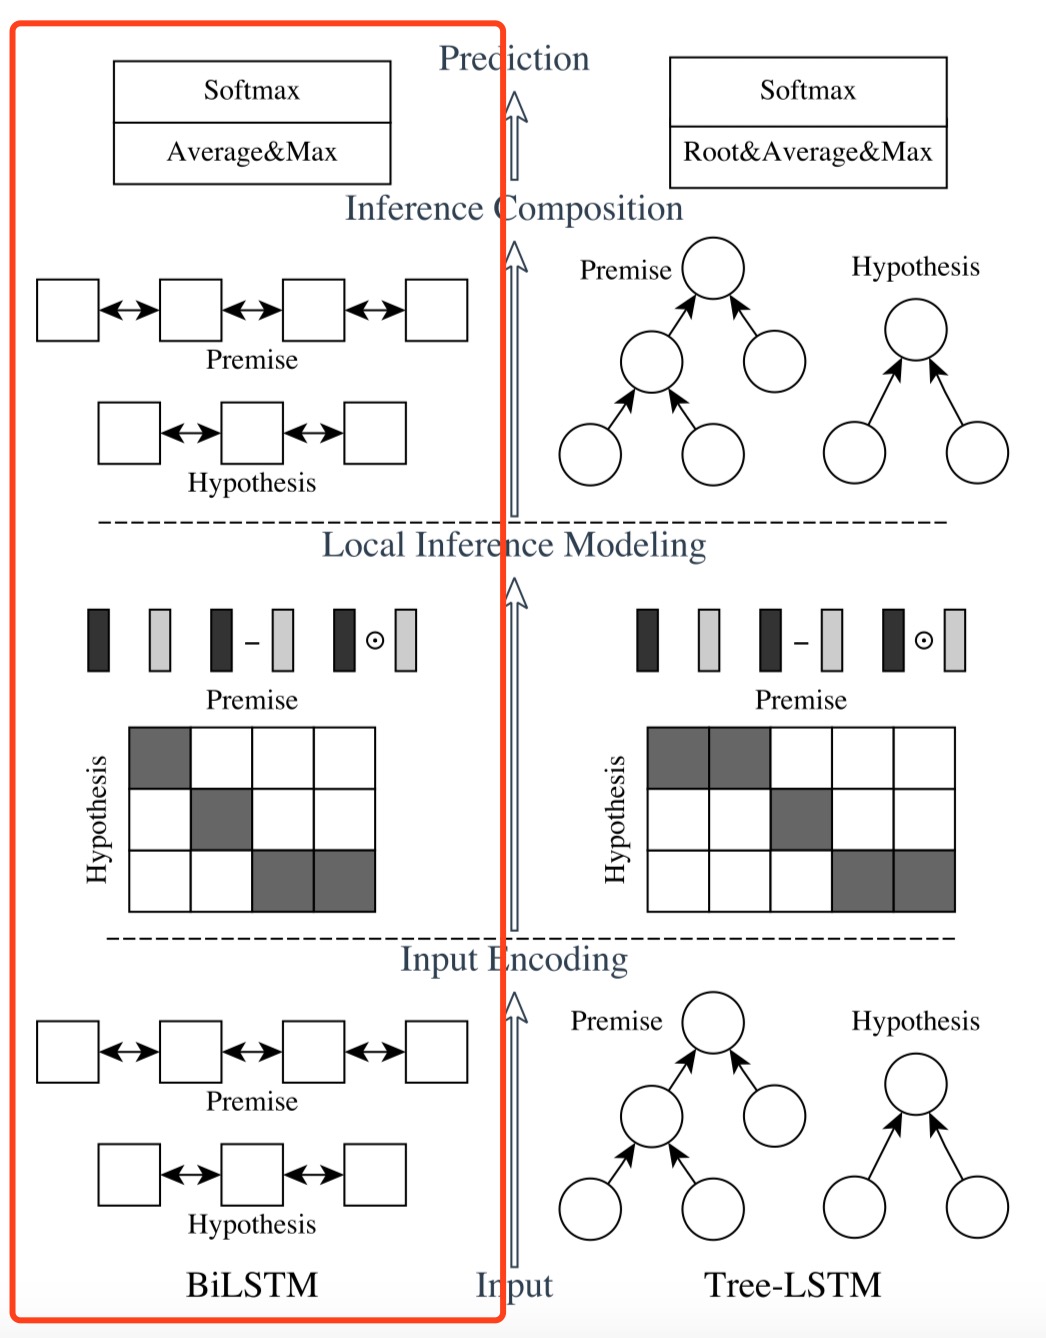 Prediction
Softmax
Average&Max
Softmax
Root&Average&Max
Inference Composition
Premise
Hypothesis
Premise
Hypothesis
Local Inference Modeling
− ⊙
Premise
Hypothesis
− ⊙
Premise
Hypothesis
Input Encoding
Premise
Hypothesis
Premise
Hypothesis
BiLSTM
Input
Tree-LSTM